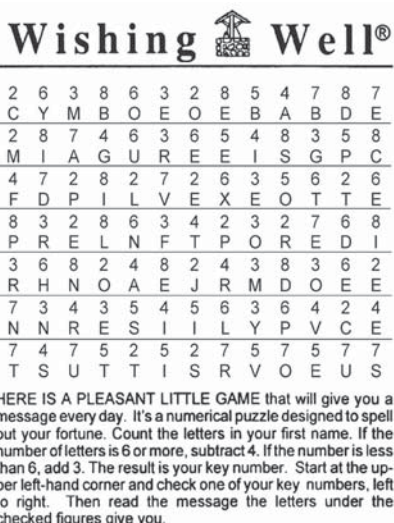 Wishing Well®
2 6 3 8 6 3 2 8 5 4 7 8 7
C Y M B O E O E B A B D E
2 8 7 4 6 3 6 5 4 8 3 5 8
M I A G U R E E I S G P C
4 7 2 8 2 7 2 6 3 5 6 2 6
F D P I L V E X E O T T E
8 3 2 8 6 3 4 2 3 2 7 6 8
P R E L N F T P O R E D I
3 6 8 2 4 8 2 4 3 8 3 6 2
R H N O A E J R M D O E E
7 3 4 3 5 4 5 6 3 6 4 2 4
N N R E S I I L Y P V C E
7 4 7 5 2 5 2 7 5 7 5 7 7
T S U T T I S R V O E U S
HERE IS A PLEASANT LITTLE GAME that will give you a
message every day. It's a numerical puzzle designed to spell
out your fortune. Count the letters in your first name. If the
number of letters is 6 or more, subtract 4. If the number is less
than 6, add 3. The result is your key number. Start at the up-
per left-hand corner and check one of your key numbers, left
to right. Then read the message the letters under the
checked figures give you.